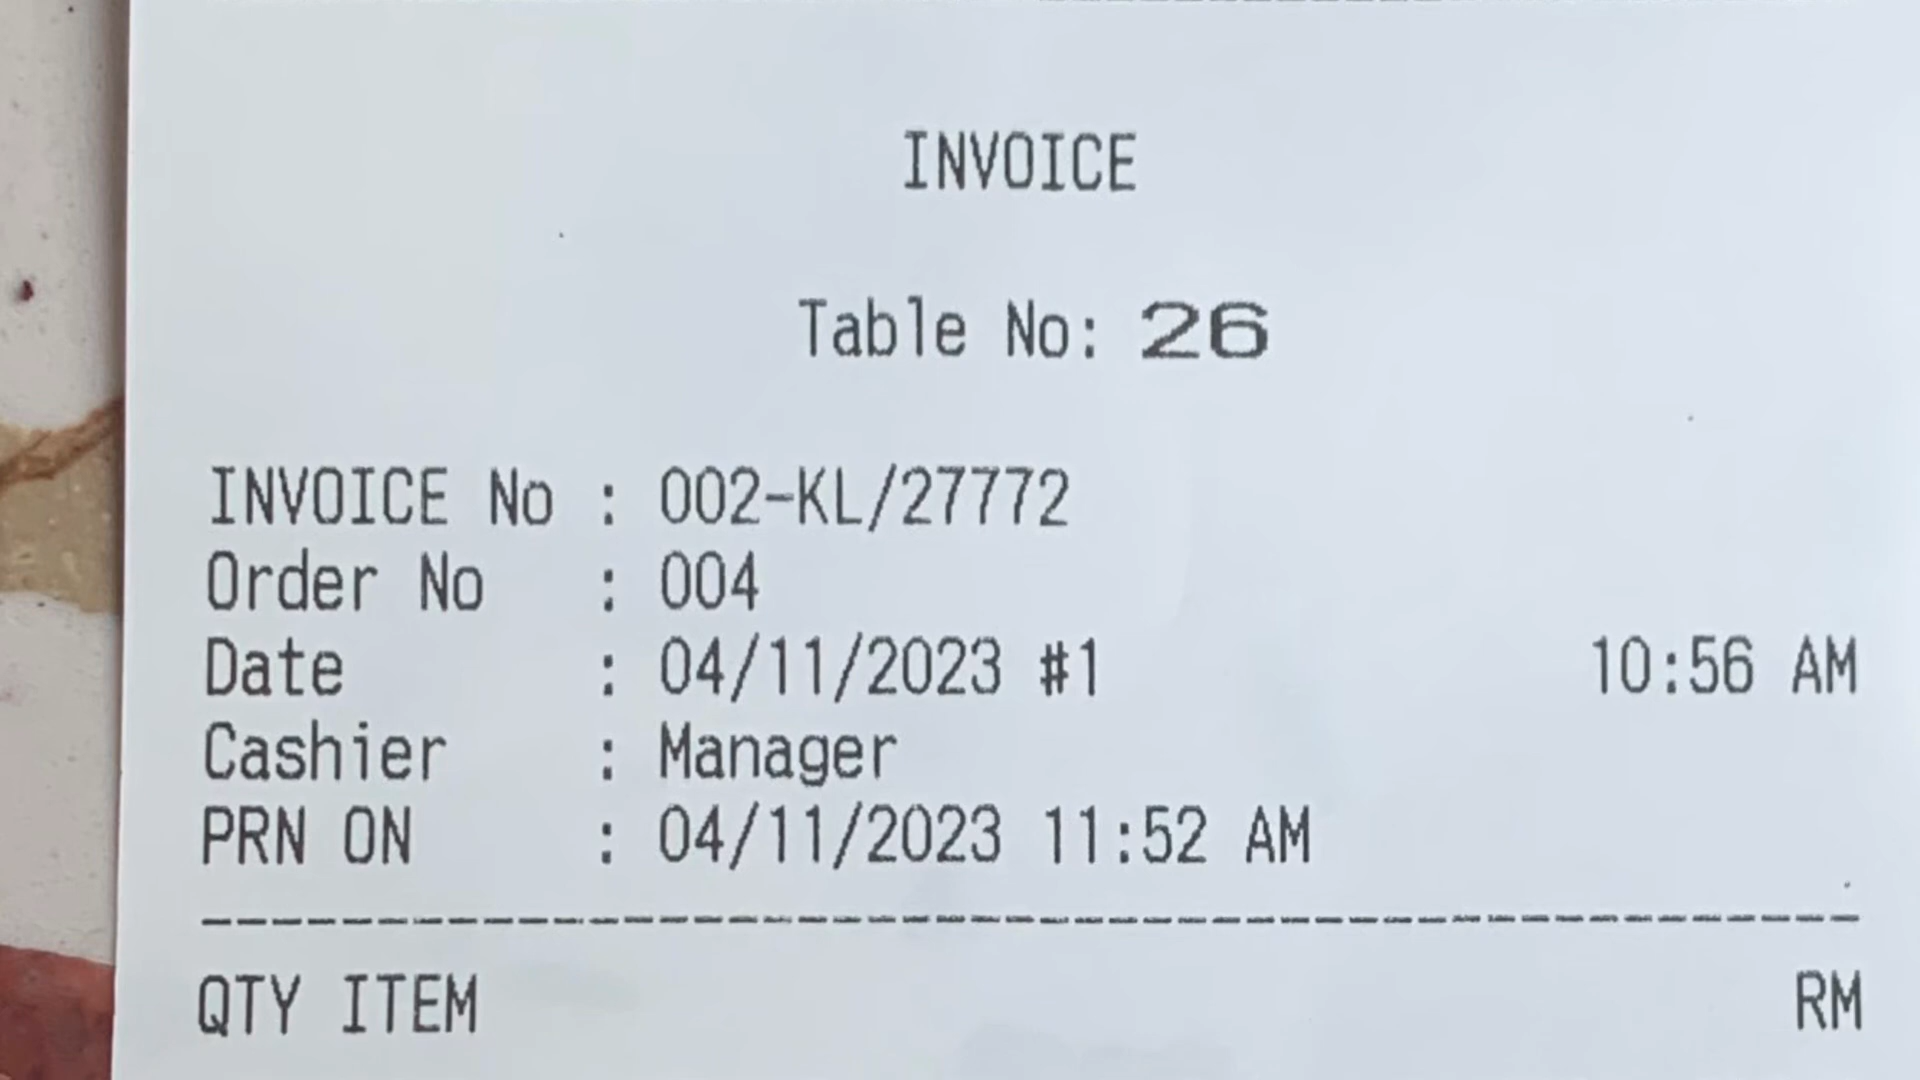 INVOICE
Table No: 26
INVOICE No : 002-KL/27772
Order No : 004
Date : 04/11/2023 #1 10:56 AM
Cashier : Manager
PRN ON : 04/11/2023 11:52 AM
QTY ITEM RM